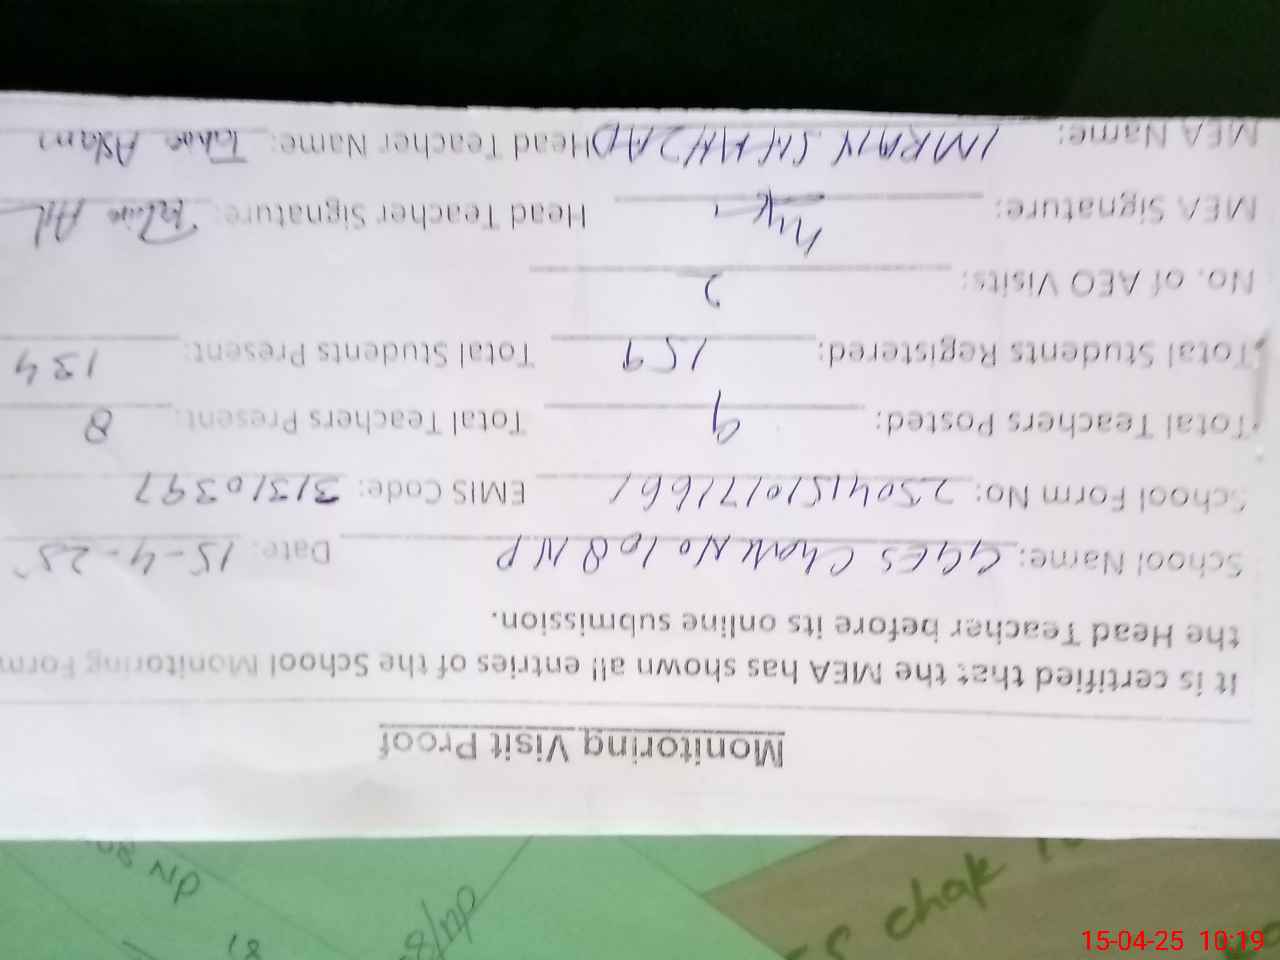 Monitoring Visit Proof
It is certified that the MEA has shown all entries of the School Monitoring Form
the Head Teacher before its online submission.
School Name: GGES Chak No 108 NP Date: 15-4-25
School Form No: 2504151017166 / EMIS Code: 31310397
Total Teachers Posted: 9 Total Teachers Present: 8
Total Students Registered: 159 Total Students Present: 134
No. of AEO Visits: 2
MEA Signature: Head Teacher Signature:
MEA Name: IMRAN SHAHZAD Head Teacher Name: Aslam
chak
15-04-25 10:19